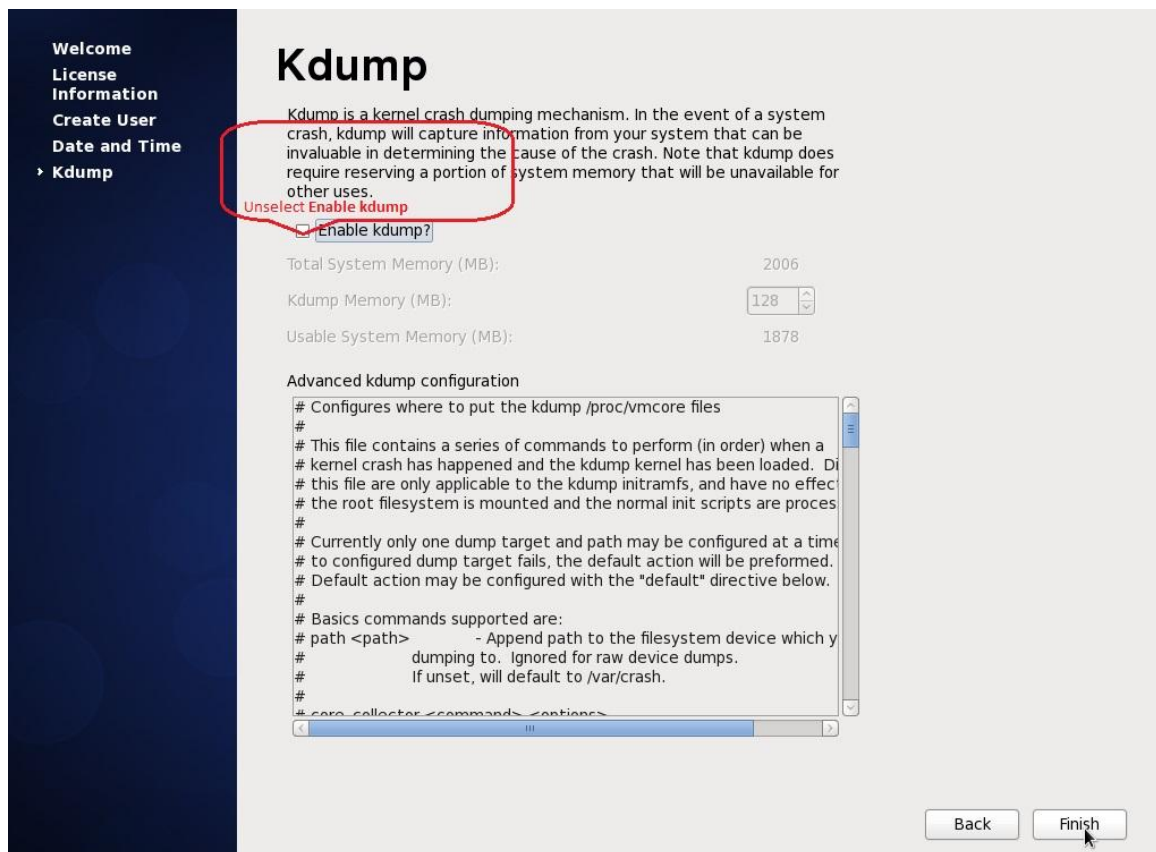 Welcome
License
Information
Create User
Date and Time
Kdump
Kdump
Kdump is a kernel crash dumping mechanism. In the event of a system
crash, kdump will capture information from your system that can be
invaluable in determining the cause of the crash. Note that kdump does
require reserving a portion of system memory that will be unavailable for
other uses.
Unselect Enable kdump
Enable kdump?
Total System Memory (MB): 2006
Kdump Memory (MB): 128
Usable System Memory (MB): 1878
Advanced kdump configuration
# Configures where to put the kdump /proc/vmcore files
#
# This file contains a series of commands to perform (in order) when a
# kernel crash has happened and the kdump kernel has been loaded. Di
# this file are only applicable to the kdump initramfs, and have no effec
# the root filesystem is mounted and the normal init scripts are proces
#
# Currently only one dump target and path may be configured at a time
# to configured dump target fails, the default action will be preformed.
# Default action may be configured with the "default" directive below.
#
# Basics commands supported are:
# path <path> - Append path to the filesystem device which y
# dumping to. Ignored for raw device dumps.
# If unset, will default to /var/crash.
#
# core_collector <command> <options>
Back
Finish